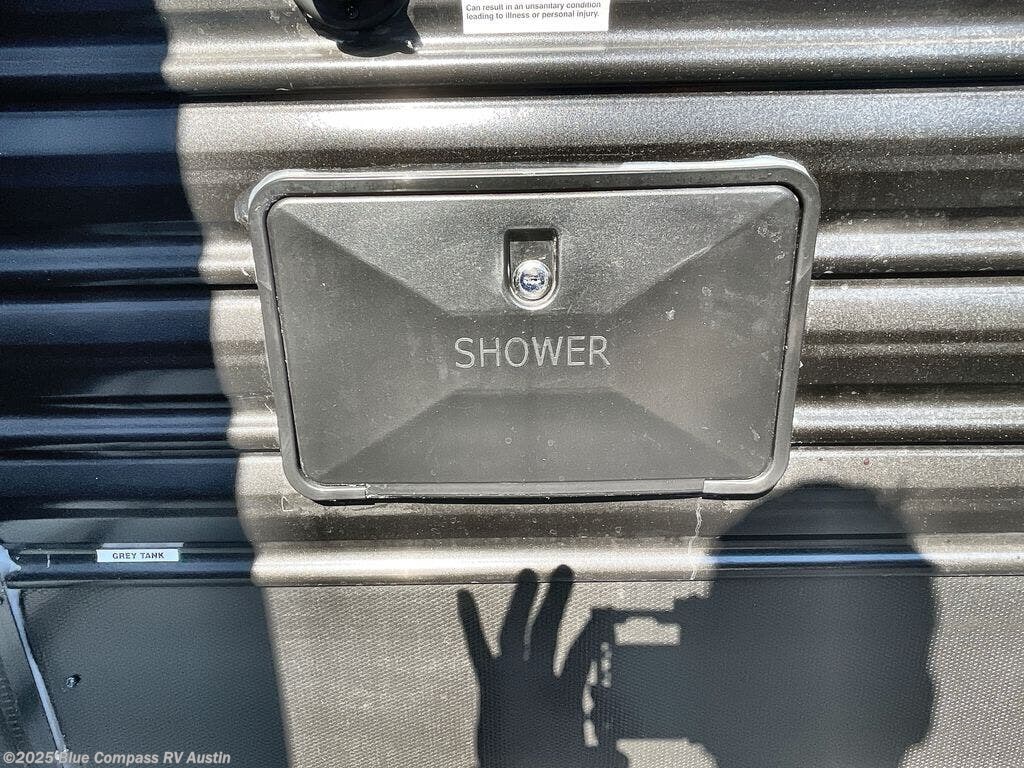 Can result in an unsanitary condition
leading to illness or personal injury.
SHOWER
GREY TANK
©2025 Blue Compass RV Austin